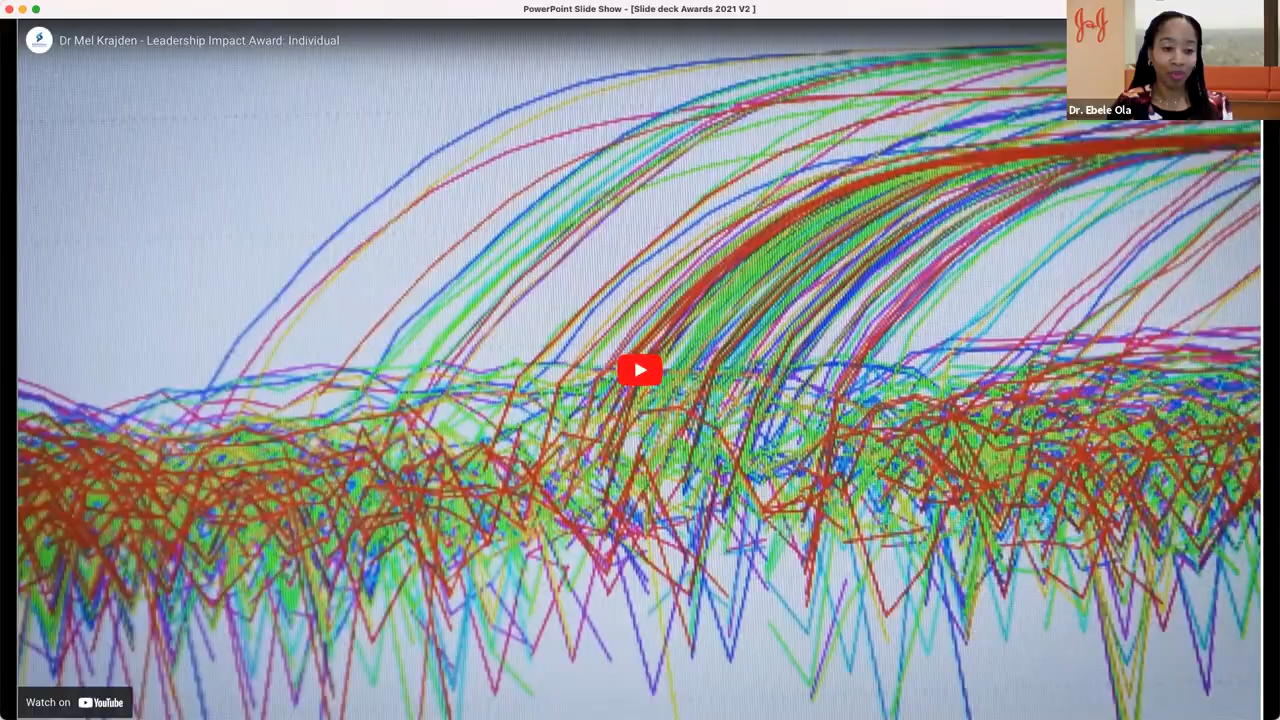 PowerPoint Slide Show - [Slide deck Awards 2021 V2 ]
Dr Mel Krajden - Leadership Impact Award: Individual
J&J
Dr. Ebele Ola
Watch on YouTube